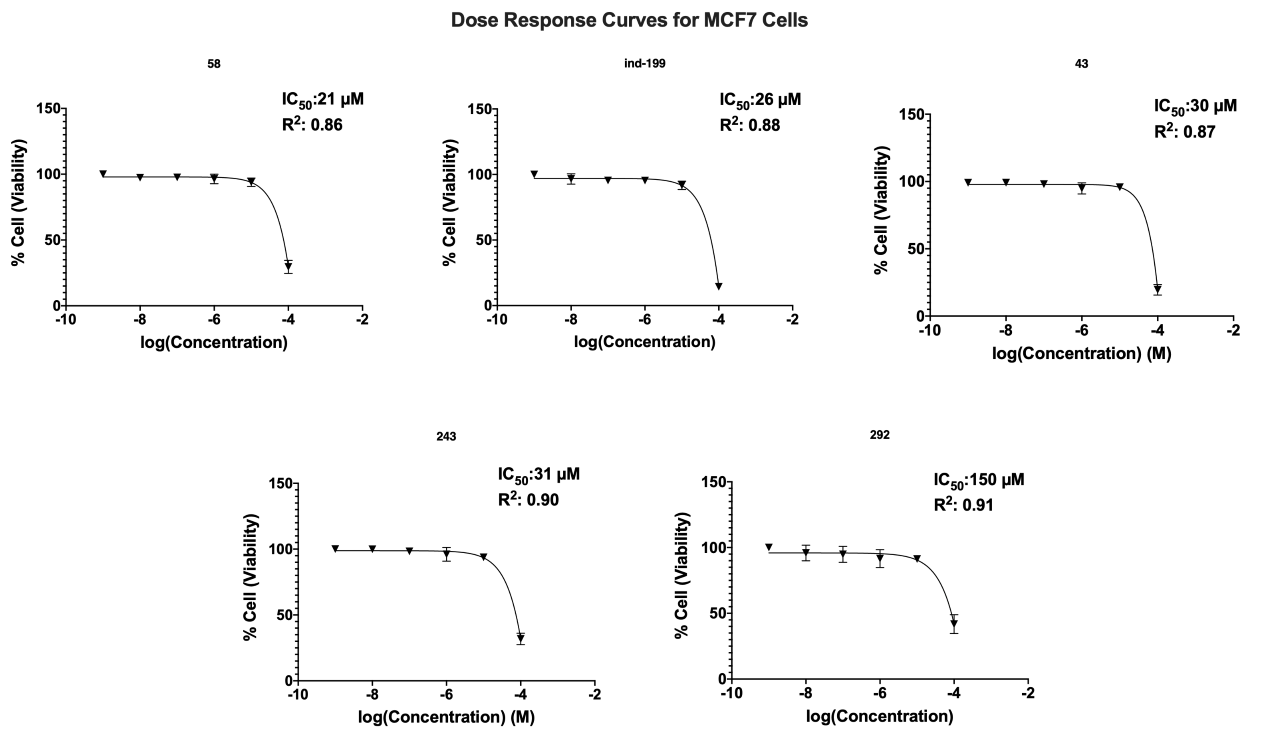 Dose Response Curves for MCF7 Cells
58
IC50:21 µM
R2: 0.86
150
100
50
0
-10 -8 -6 -4 -2
% Cell (Viability)
log(Concentration)
ind-199
IC50:26 µM
R2: 0.88
150
100
50
0
-10 -8 -6 -4 -2
% Cell (Viability)
log(Concentration)
43
IC50:30 µM
R2: 0.87
150
100
50
0
-10 -8 -6 -4 -2
% Cell (Viability)
log(Concentration) (M)
243
IC50:31 µM
R2: 0.90
150
100
50
0
-10 -8 -6 -4 -2
% Cell (Viability)
log(Concentration) (M)
292
IC50:150 µM
R2: 0.91
150
100
50
0
-10 -8 -6 -4 -2
% Cell (Viability)
log(Concentration)